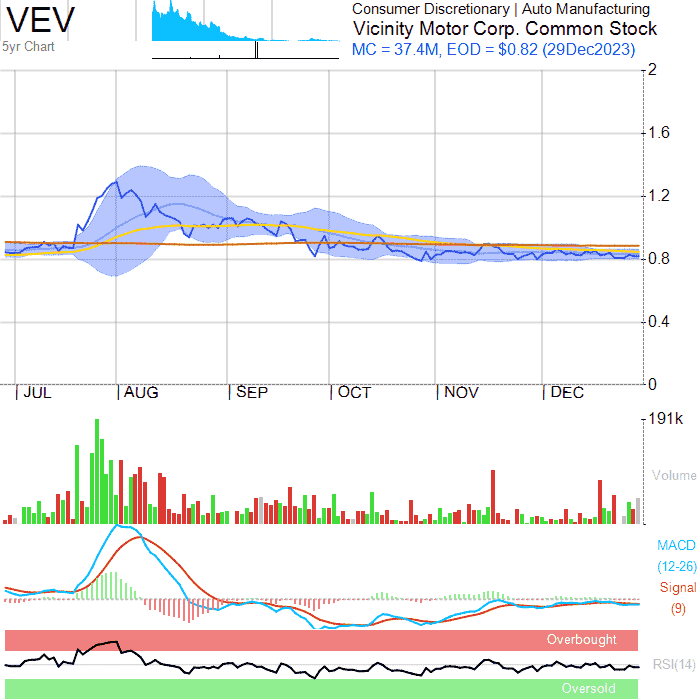 VEV
5yr Chart
Consumer Discretionary | Auto Manufacturing
Vicinity Motor Corp. Common Stock
MC = 37.4M, EOD = $0.82 (29Dec2023)
2
1.6
1.2
0.8
0.4
0
| JUL | AUG | SEP | OCT | NOV | DEC
191k
Volume
MACD
(12-26)
Signal
(9)
Overbought
RSI(14)
Oversold